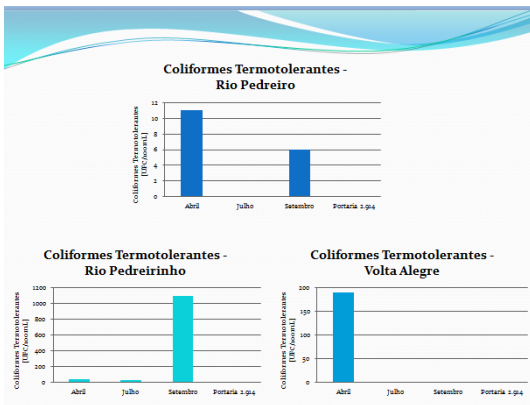 Coliformes Termotolerantes -
Rio Pedreiro
Coliformes Termotolerantes
[UFC/100mL]
12
10
8
6
4
2
0
Abril Julho Setembro Portaria 2.914
Coliformes Termotolerantes -
Rio Pedreirinho
Coliformes Termotolerantes
[UFC/100mL]
1200
1000
800
600
400
200
0
Abril Julho Setembro Portaria 2.914
Coliformes Termotolerantes -
Volta Alegre
Coliformes Termotolerantes
[UFC/100mL]
200
150
100
50
0
Abril Julho Setembro Portaria 2.914